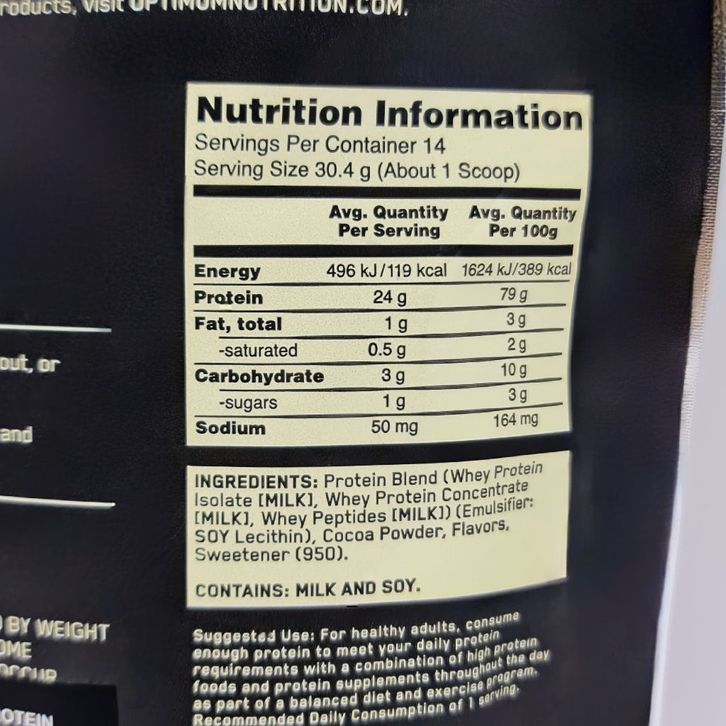 roducts, visit OPTIMUMNUTRITION.COM.
Nutrition Information
Servings Per Container 14
Serving Size 30.4 g (About 1 Scoop)
Avg. Quantity Per Serving Avg. Quantity Per 100g
Energy 496 kJ/119 kcal 1624 kJ/389 kcal
Protein 24 g 79 g
Fat, total 1 g 3 g
-saturated 0.5 g 2 g
Carbohydrate 3 g 10 g
-sugars 1 g 3 g
Sodium 50 mg 164 mg
INGREDIENTS: Protein Blend (Whey Protein
Isolate [MILK], Whey Protein Concentrate
[MILK], Whey Peptides [MILK]) (Emulsifier:
SOY Lecithin), Cocoa Powder, Flavors,
Sweetener (950).
CONTAINS: MILK AND SOY.
Suggested Use: For healthy adults, consume
enough protein to meet your daily protein
requirements with a combination of high protein
foods and protein supplements throughout the day
as part of a balanced diet and exercise program.
Recommended Daily Consumption of 1 serving.
out, or
and
BY WEIGHT
OME
OTEIN